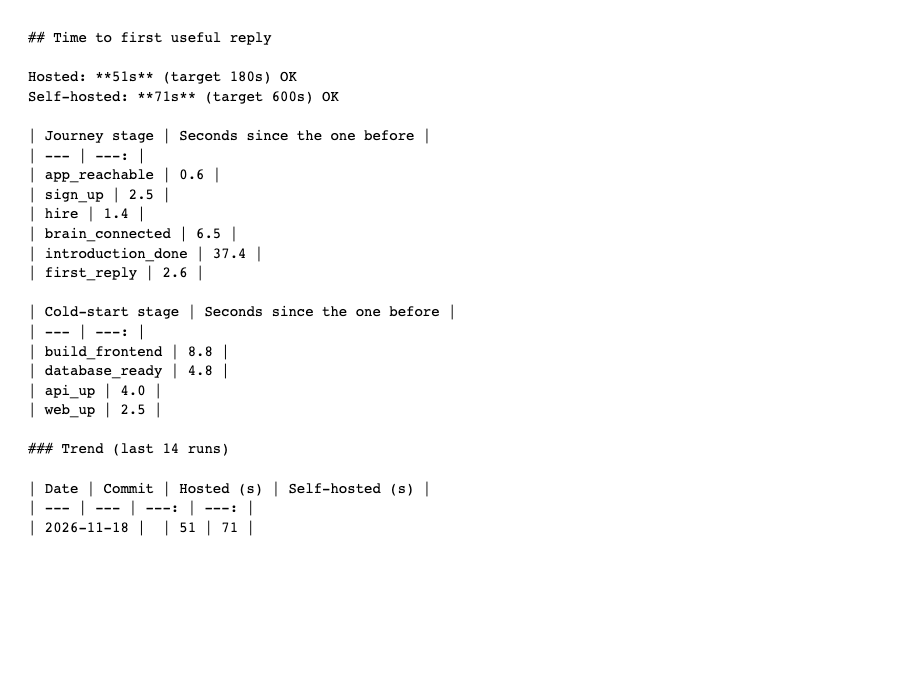 ## Time to first useful reply
Hosted: **51s** (target 180s) OK
Self-hosted: **71s** (target 600s) OK
| Journey stage | Seconds since the one before |
| --- | ---: |
| app_reachable | 0.6 |
| sign_up | 2.5 |
| hire | 1.4 |
| brain_connected | 6.5 |
| introduction_done | 37.4 |
| first_reply | 2.6 |
| Cold-start stage | Seconds since the one before |
| --- | ---: |
| build_frontend | 8.8 |
| database_ready | 4.8 |
| api_up | 4.0 |
| web_up | 2.5 |
### Trend (last 14 runs)
| Date | Commit | Hosted (s) | Self-hosted (s) |
| --- | --- | ---: | ---: |
| 2026-11-18 |  | 51 | 71 |